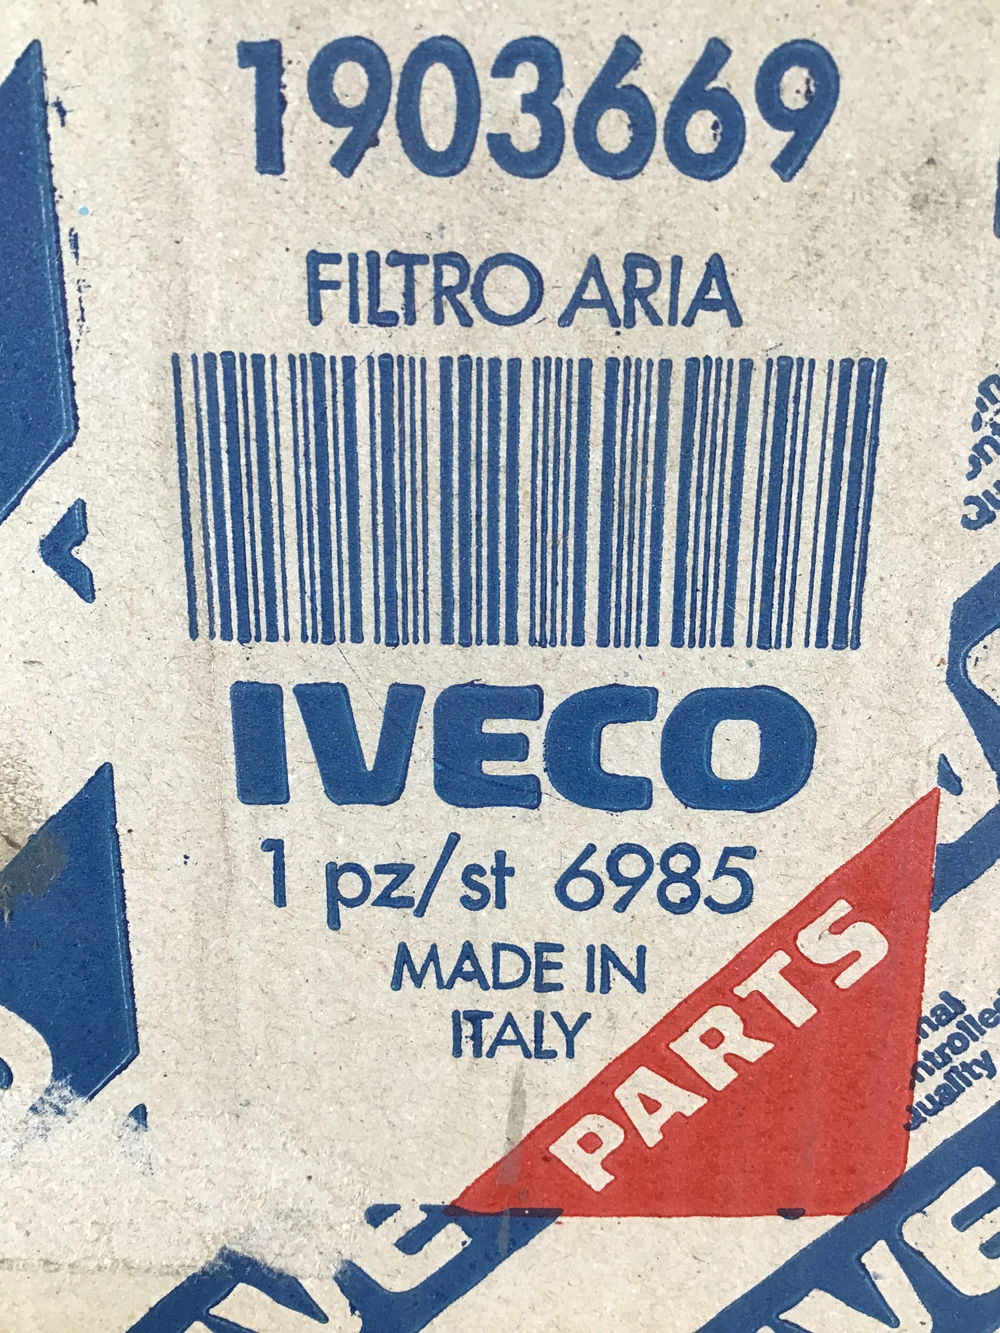 1903669
FILTRO ARIA
IVECO
1 pz/st 6985
MADE IN
ITALY
PARTS